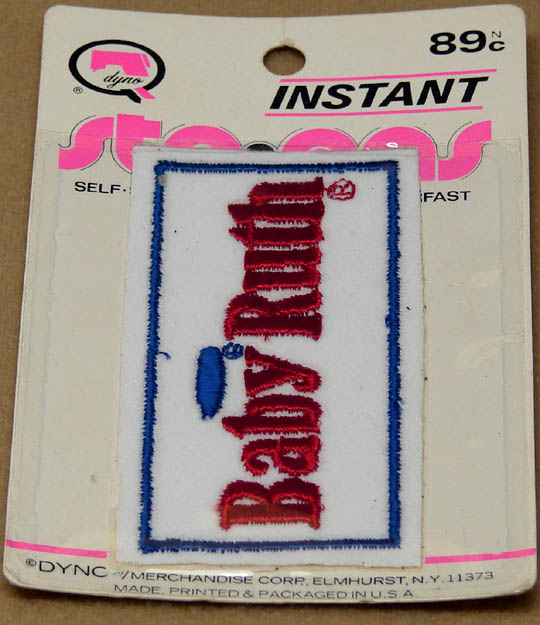 dyno
®
89¢
INSTANT
SELF-
FAST
Baby Ruth®
®
©DYNO MERCHANDISE CORP. ELMHURST, N.Y. 11373
MADE, PRINTED & PACKAGED IN U.S.A.